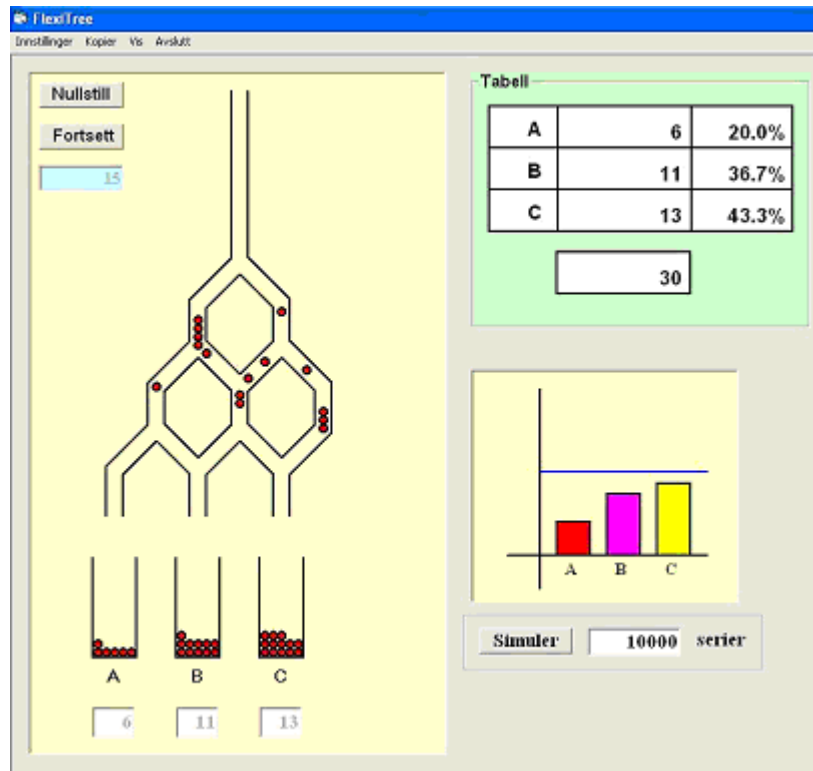 FlexiTree
Innstillinger Kopier Vis Avslutt
Nullstill
Fortsett
15
A B C
6 11 13
Tabell
A 6 20.0%
B 11 36.7%
C 13 43.3%
30
A B C
Simuler 10000 serier